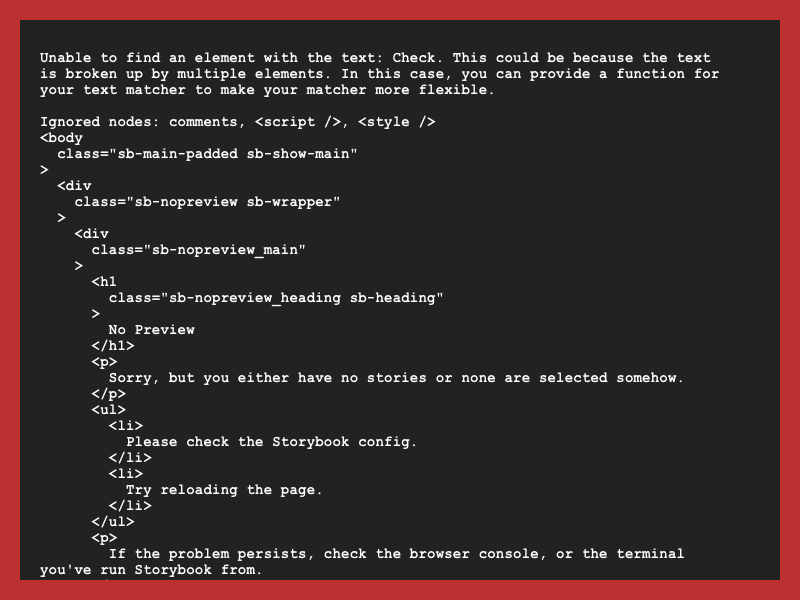 Unable to find an element with the text: Check. This could be because the text
is broken up by multiple elements. In this case, you can provide a function for
your text matcher to make your matcher more flexible.

Ignored nodes: comments, <script />, <style />
<body
  class="sb-main-padded sb-show-main"
>
  <div
    class="sb-nopreview sb-wrapper"
  >
    <div
      class="sb-nopreview_main"
    >
      <h1
        class="sb-nopreview_heading sb-heading"
      >
        No Preview
      </h1>
      <p>
        Sorry, but you either have no stories or none are selected somehow.
      </p>
      <ul>
        <li>
          Please check the Storybook config.
        </li>
        <li>
          Try reloading the page.
        </li>
      </ul>
      <p>
        If the problem persists, check the browser console, or the terminal
you've run Storybook from.